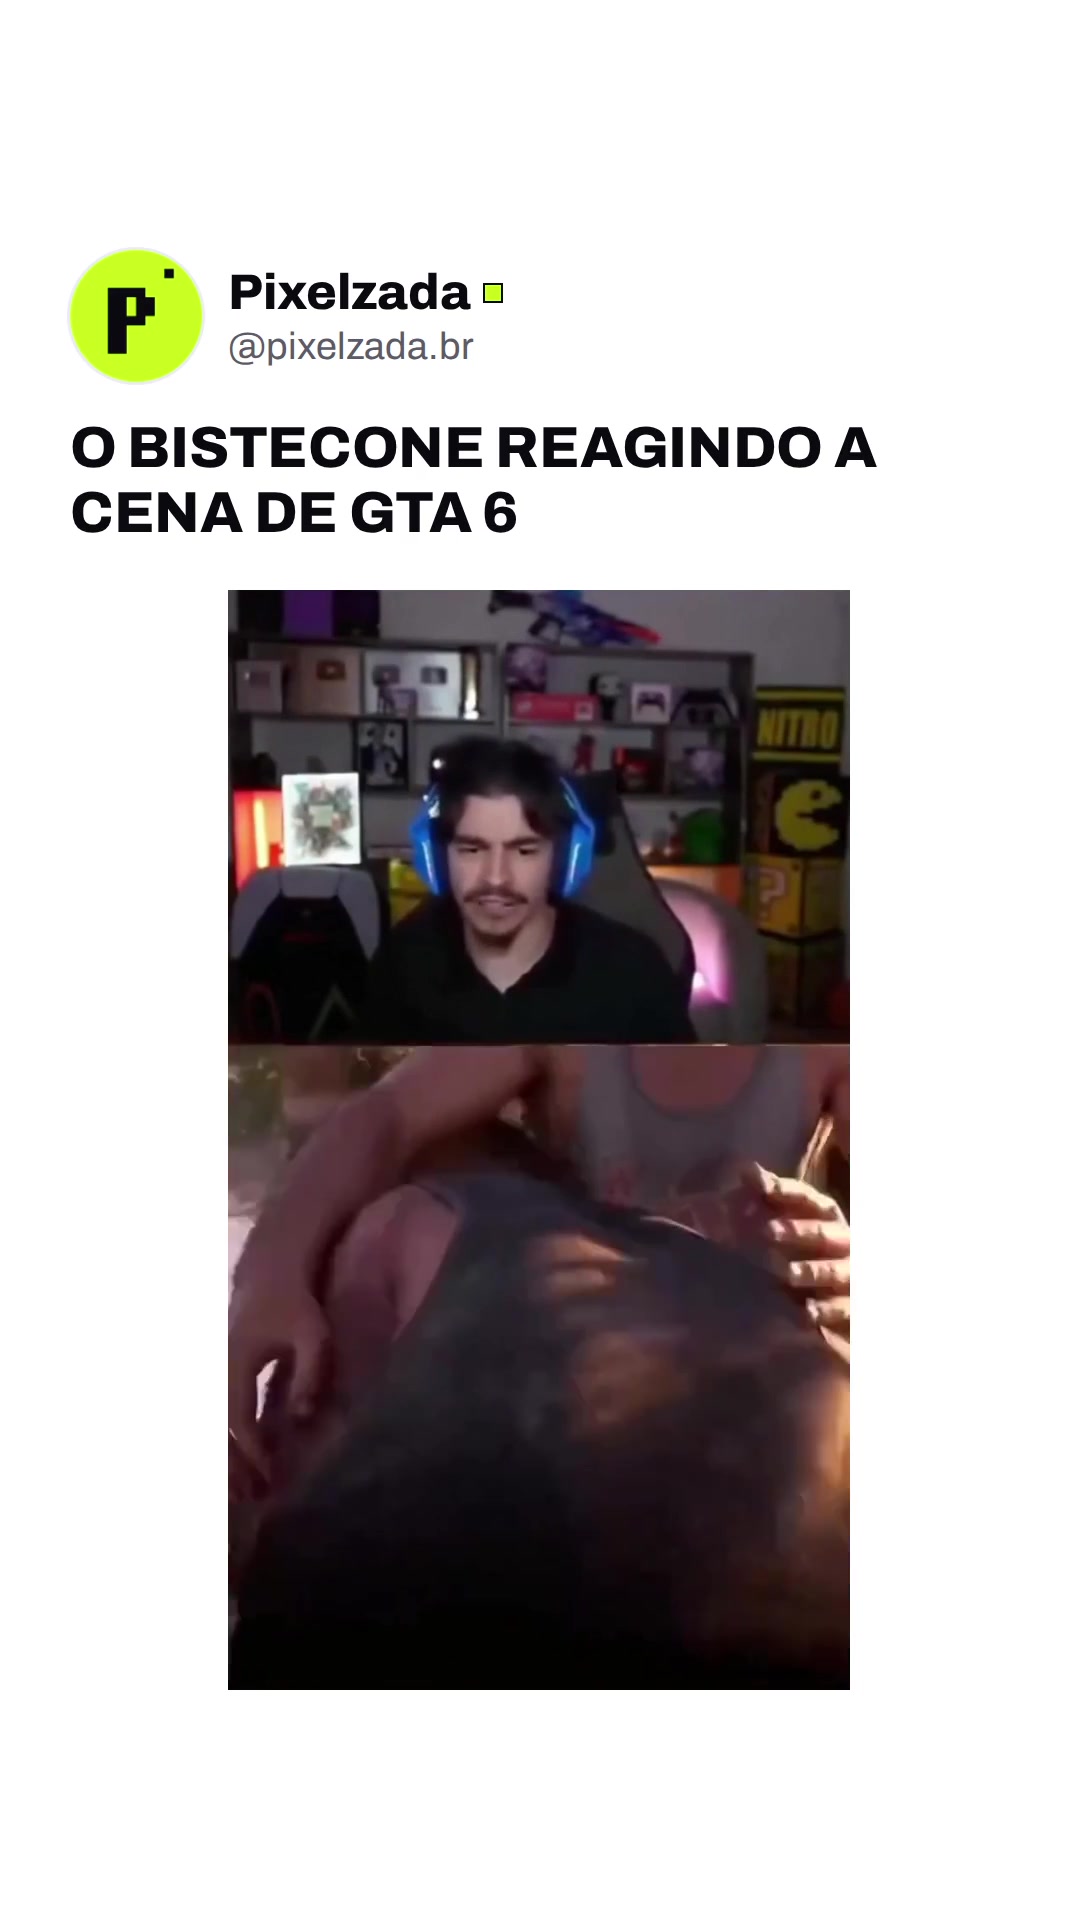 Pixelzada
@pixelzada.br
O BISTECONE REAGINDO A
CENA DE GTA 6
NITRO